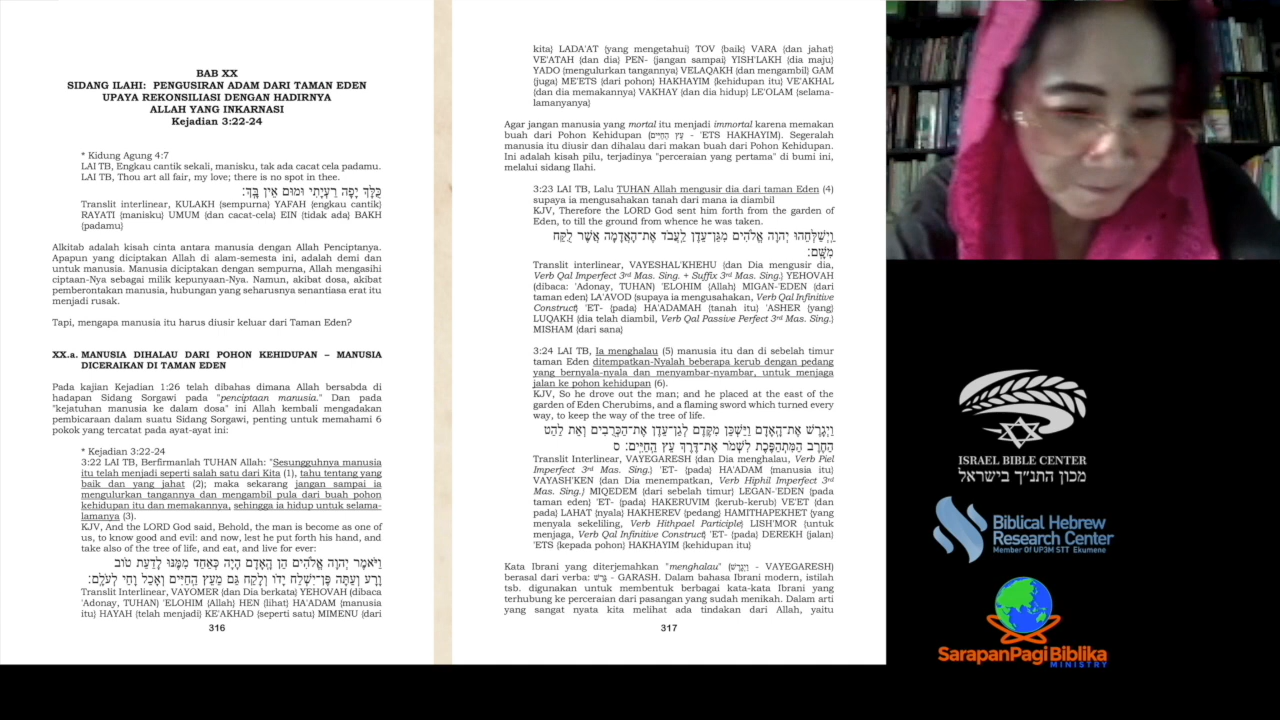 BAB XX
SIDANG ILAHI: PENGUSIRAN ADAM DARI TAMAN EDEN
UPAYA REKONSILIASI DENGAN HADIRNYA
ALLAH YANG INKARNASI
Kejadian 3:22-24
* Kidung Agung 4:7
LAI TB, Engkau cantik sekali, manisku, tak ada cacat cela padamu.
LAI TB, Thou art all fair, my love; there is no spot in thee.
כֻּלָּךְ יָפָה רַעְיָתִי וּמוּם אֵין בָּךְ׃
Translit interlinear, KULAKH {sempurna} YAFAH {engkau cantik}
RAYATI {manisku} UMUM {dan cacat-cela} EIN {tidak ada} BAKH
{padamu}
Alkitab adalah kisah cinta antara manusia dengan Allah Penciptanya.
Apapun yang diciptakan Allah di alam-semesta ini, adalah demi dan
untuk manusia. Manusia diciptakan dengan sempurna, Allah mengasihi
ciptaan-Nya sebagai milik kepunyaan-Nya. Namun, akibat dosa, akibat
pemberontakan manusia, hubungan yang seharusnya senantiasa erat itu
menjadi rusak.
Tapi, mengapa manusia itu harus diusir keluar dari Taman Eden?
XX.a. MANUSIA DIHALAU DARI POHON KEHIDUPAN – MANUSIA
DICERAIKAN DI TAMAN EDEN
Pada kajian Kejadian 1:26 telah dibahas dimana Allah bersabda di
hadapan Sidang Sorgawi pada "penciptaan manusia." Dan pada
"kejatuhan manusia ke dalam dosa" ini Allah kembali mengadakan
pembicaraan dalam suatu Sidang Sorgawi, penting untuk memahami 6
pokok yang tercatat pada ayat-ayat ini:
* Kejadian 3:22-24
3:22 LAI TB, Berfirmanlah TUHAN Allah: "Sesungguhnya manusia
itu telah menjadi seperti salah satu dari Kita (1), tahu tentang yang
baik dan yang jahat (2); maka sekarang jangan sampai ia
mengulurkan tangannya dan mengambil pula dari buah pohon
kehidupan itu dan memakannya, sehingga ia hidup untuk selama-
lamanya (3).
KJV, And the LORD God said, Behold, the man is become as one of
us, to know good and evil: and now, lest he put forth his hand, and
take also of the tree of life, and eat, and live for ever:
וַיֹּאמֶר יְהוָה אֱלֹהִים הֵן הָאָדָם הָיָה כְּאַחַד מִמֶּנּוּ לָדַעַת טוֹב
וָרָע וְעַתָּה פֶּן־יִשְׁלַח יָדוֹ וְלָקַח גַּם מֵעֵץ הַחַיִּים וְאָכַל וָחַי לְעֹלָם׃
Translit Interlinear, VAYOMER {dan Dia berkata} YEHOVAH {dibaca
'Adonay, TUHAN} 'ELOHIM {Allah} HEN {lihat} HA'ADAM {manusia
itu} HAYAH {telah menjadi} KE'AKHAD {seperti satu} MIMENU {dari
316
kita} LADA'AT {yang mengetahui} TOV {baik} VARA {dan jahat}
VE'ATAH {dan dia} PEN- {jangan sampai} YISH'LAKH {dia maju}
YADO {mengulurkan tangannya} VELAQAKH {dan mengambil} GAM
{juga} ME'ETS {dari pohon} HAKHAYIM {kehidupan itu} VE'AKHAL
{dan dia memakannya} VAKHAY {dan dia hidup} LE'OLAM {selama-
lamanyanya}
Agar jangan manusia yang mortal itu menjadi immortal karena memakan
buah dari Pohon Kehidupan (עֵץ הַחַיִּים - 'ETS HAKHAYIM). Segeralah
manusia itu diusir dan dihalau dari makan buah dari Pohon Kehidupan.
Ini adalah kisah pilu, terjadinya "perceraian yang pertama" di bumi ini,
melalui sidang Ilahi.
3:23 LAI TB, Lalu TUHAN Allah mengusir dia dari taman Eden (4)
supaya ia mengusahakan tanah dari mana ia diambil
KJV, Therefore the LORD God sent him forth from the garden of
Eden, to till the ground from whence he was taken.
וַיְשַׁלְּחֵהוּ יְהוָה אֱלֹהִים מִגַּן־עֵדֶן לַעֲבֹד אֶת־הָאֲדָמָה אֲשֶׁר לֻקַּח
מִשָּׁם׃
Translit interlinear, VAYESHAL'KHEHU {dan Dia mengusir dia,
Verb Qal Imperfect 3rd Mas. Sing. + Suffix 3rd Mas. Sing.} YEHOVAH
{dibaca: 'Adonay, TUHAN} 'ELOHIM {Allah} MIGAN-'EDEN {dari
taman eden} LA'AVOD {supaya ia mengusahakan, Verb Qal Infinitive
Construct} 'ET- {pada} HA'ADAMAH {tanah itu} 'ASHER {yang}
LUQAKH {dia telah diambil, Verb Qal Passive Perfect 3rd Mas. Sing.}
MISHAM {dari sana}
3:24 LAI TB, Ia menghalau (5) manusia itu dan di sebelah timur
taman Eden ditempatkan-Nyalah beberapa kerub dengan pedang
yang bernyala-nyala dan menyambar-nyambar, untuk menjaga
jalan ke pohon kehidupan (6).
KJV, So he drove out the man; and he placed at the east of the
garden of Eden Cherubims, and a flaming sword which turned every
way, to keep the way of the tree of life.
וַיְגָרֶשׁ אֶת־הָאָדָם וַיַּשְׁכֵּן מִקֶּדֶם לְגַן־עֵדֶן אֶת־הַכְּרֻבִים וְאֵת לַהַט
הַחֶרֶב הַמִּתְהַפֶּכֶת לִשְׁמֹר אֶת־דֶּרֶךְ עֵץ הַחַיִּים׃ ס
Translit Interlinear, VAYEGARESH {dan Dia menghalau, Verb Piel
Imperfect 3rd Mas. Sing.} 'ET- {pada} HA'ADAM {manusia itu}
VAYASH'KEN {dan Dia menempatkan, Verb Hiphil Imperfect 3rd
Mas. Sing.} MIQEDEM {dari sebelah timur} LEGAN-'EDEN {pada
taman eden} 'ET- {pada} HAKERUVIM {kerub-kerub} VE'ET {dan
pada} LAHAT {nyala} HAKHEREV {pedang} HAMITHAPEKHET {yang
menyala sekeliling, Verb Hithpael Participle} LISH'MOR {untuk
menjaga, Verb Qal Infinitive Construct} 'ET- {pada} DEREKH {jalan}
'ETS {kepada pohon} HAKHAYIM {kehidupan itu}
Kata Ibrani yang diterjemahkan "menghalau" (וַיְגָרֶשׁ - VAYEGARESH)
berasal dari verba: גָּרַשׁ - GARASH. Dalam bahasa Ibrani modern, istilah
tsb. digunakan untuk membentuk berbagai kata-kata Ibrani yang
terhubung ke perceraian dari pasangan yang sudah menikah. Dalam arti
yang sangat nyata kita melihat ada tindakan dari Allah, yaitu
317
ISRAEL BIBLE CENTER
מכון התנ״ך בישראל
Biblical Hebrew
Research Center
Member Of UP3M STT Ekumene
SarapanPagi Biblika
MINISTRY